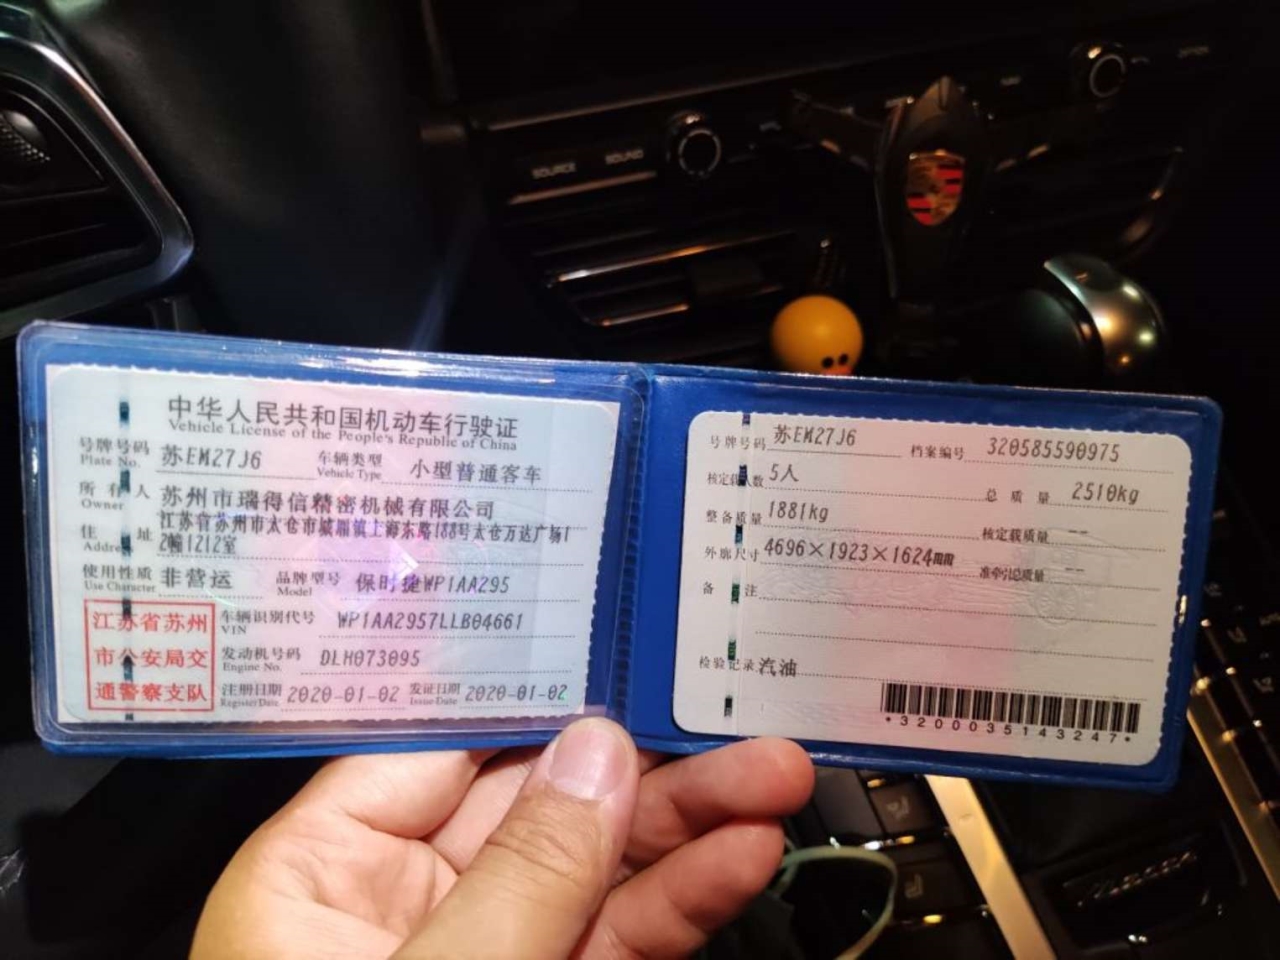 SOURCE
SOUND
中华人民共和国机动车行驶证
Vehicle License of the People's Republic of China
号牌号码 苏EM27J6 车辆类型 小型普通客车
Plate No. Vehicle Type
所有人 苏州市瑞得信精密机械有限公司
Owner
住址 江苏省苏州市太仓市城厢镇上海东路188号太仓万达广场1
Address 2幢1212室
使用性质 非营运 品牌型号 保时捷WP1AA295
Use Character Model
江苏省苏州
市公安局交
通警察支队
车辆识别代号 WP1AA2957LLB04661
VIN
发动机号码 DLH073095
Engine No.
注册日期 2020-01-02 发证日期 2020-01-02
Register Date Issue Date
号牌号码 苏EM27J6 档案编号 320585590975
核定载人数 5人 总质量 2510kg
整备质量 1881kg 核定载质量 --
外廓尺寸 4696×1923×1624mm 准牵引总质量 --
备注
检验记录 汽油
*3200035143247*